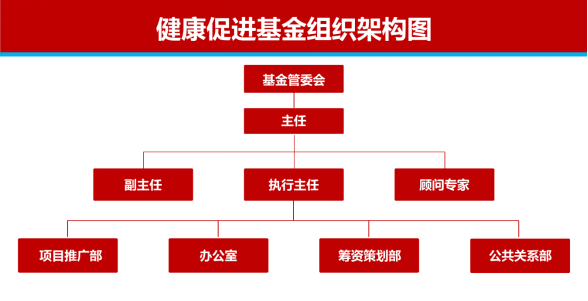 健康促进基金组织架构图
基金管委会
主任
副主任
执行主任
顾问专家
项目推广部
办公室
筹资策划部
公共关系部